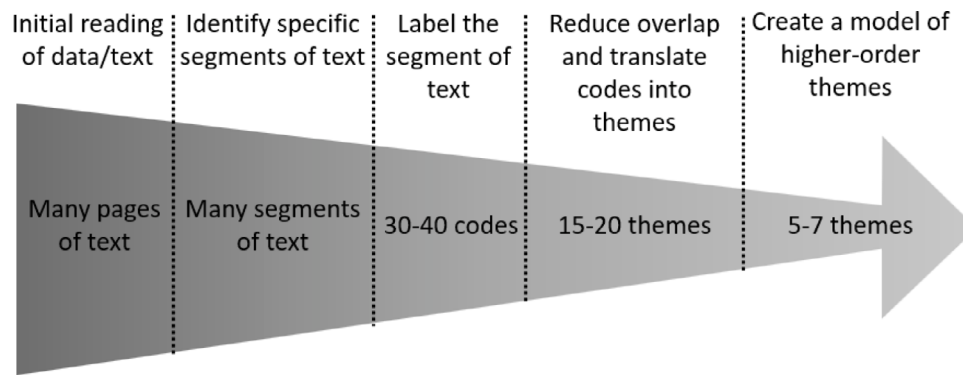 Initial reading
of data/text
Identify specific
segments of text
Label the
segment of
text
Reduce overlap
and translate
codes into
themes
Create a model of
higher-order
themes
Many pages
of text
Many segments
of text
30-40 codes
15-20 themes
5-7 themes